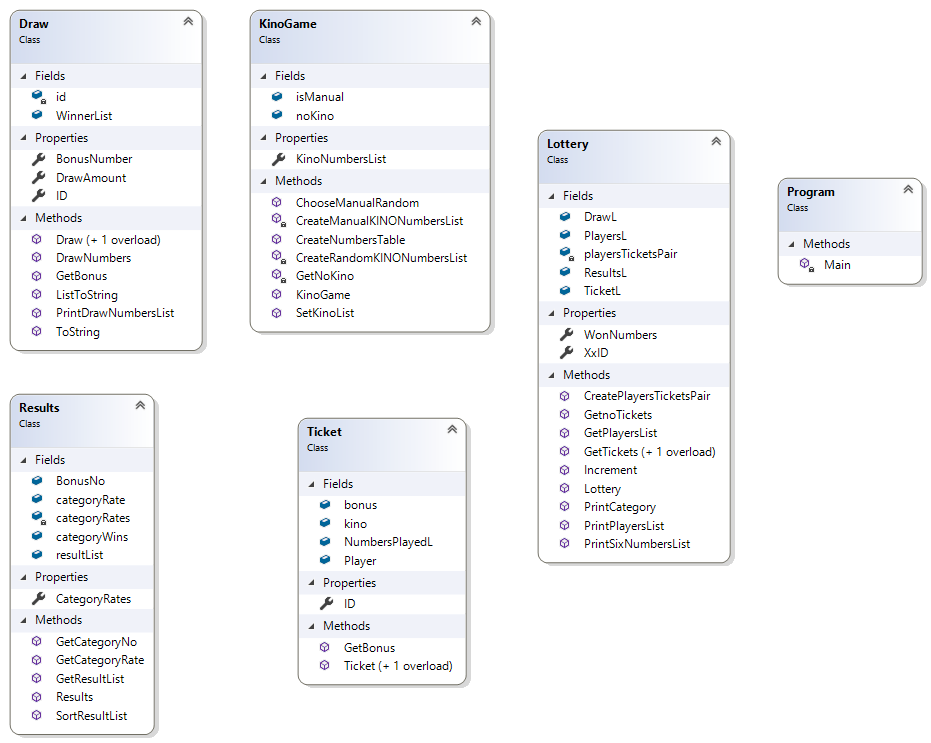 Draw
Class
Fields
id
WinnerList
Properties
BonusNumber
DrawAmount
ID
Methods
Draw (+ 1 overload)
DrawNumbers
GetBonus
ListToString
PrintDrawNumbersList
ToString
KinoGame
Class
Fields
isManual
noKino
Properties
KinoNumbersList
Methods
ChooseManualRandom
CreateManualKINONumbersList
CreateNumbersTable
CreateRandomKINONumbersList
GetNoKino
KinoGame
SetKinoList
Lottery
Class
Fields
DrawL
PlayersL
playersTicketsPair
ResultsL
TicketL
Properties
WonNumbers
XxID
Methods
CreatePlayersTicketsPair
GetnoTickets
GetPlayersList
GetTickets (+ 1 overload)
Increment
Lottery
PrintCategory
PrintPlayersList
PrintSixNumbersList
Program
Class
Methods
Main
Results
Class
Fields
BonusNo
categoryRate
categoryRates
categoryWins
resultList
Properties
CategoryRates
Methods
GetCategoryNo
GetCategoryRate
GetResultList
Results
SortResultList
Ticket
Class
Fields
bonus
kino
NumbersPlayedL
Player
Properties
ID
Methods
GetBonus
Ticket (+ 1 overload)